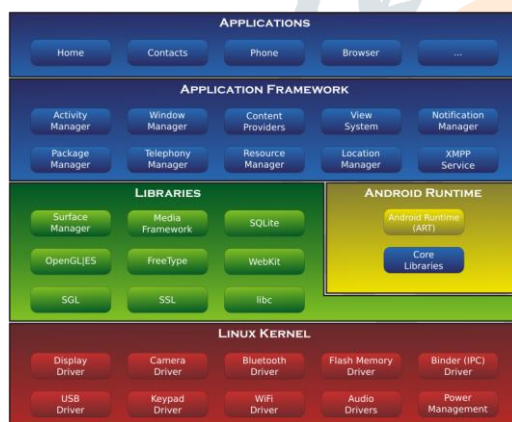 APPLICATIONS
Home Contacts Phone Browser ...
APPLICATION FRAMEWORK
Activity Manager Window Manager Content Providers View System Notification Manager
Package Manager Telephony Manager Resource Manager Location Manager XMPP Service
LIBRARIES
Surface Manager Media Framework SQLite
OpenGL|ES FreeType WebKit
SGL SSL libc
ANDROID RUNTIME
Android Runtime (ART)
Core Libraries
LINUX KERNEL
Display Driver Camera Driver Bluetooth Driver Flash Memory Driver Binder (IPC) Driver
USB Driver Keypad Driver WiFi Driver Audio Drivers Power Management